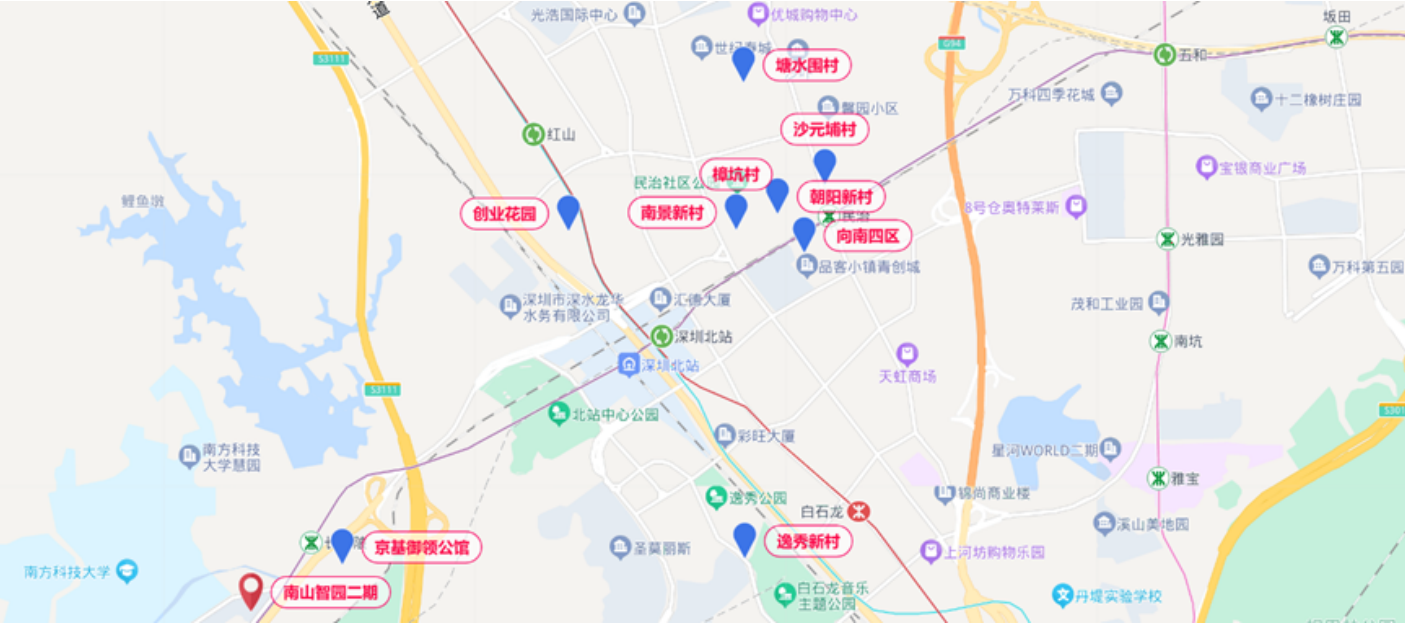 道
光浩国际中心
优城购物中心
坂田
G94
S3111
塘水围村
五和
万科四季花城
十二橡树庄园
馨园小区
沙元埔村
红山
宝银商业广场
樟坑村
民治社区公
鲤鱼墩
创业花园
南景新村
朝阳新村
8号仓奥特莱斯
向南四区
光雅园
品客小镇青创城
万科第五园
深圳市深水龙华
水务有限公司
汇德大厦
茂和工业园
深圳北站
南坑
深圳北站
天虹商场
S3111
S301
北站中心公园
彩旺大厦
南方科技
大学慧园
星河WORLD二期
雅宝
逸秀公园
锦尚商业楼
白石龙
溪山美地园
逸秀新村
京基御领公馆
圣莫丽斯
上河坊购物乐园
南方科技大学
南山智园二期
白石龙音乐
主题公园
丹堤实验学校